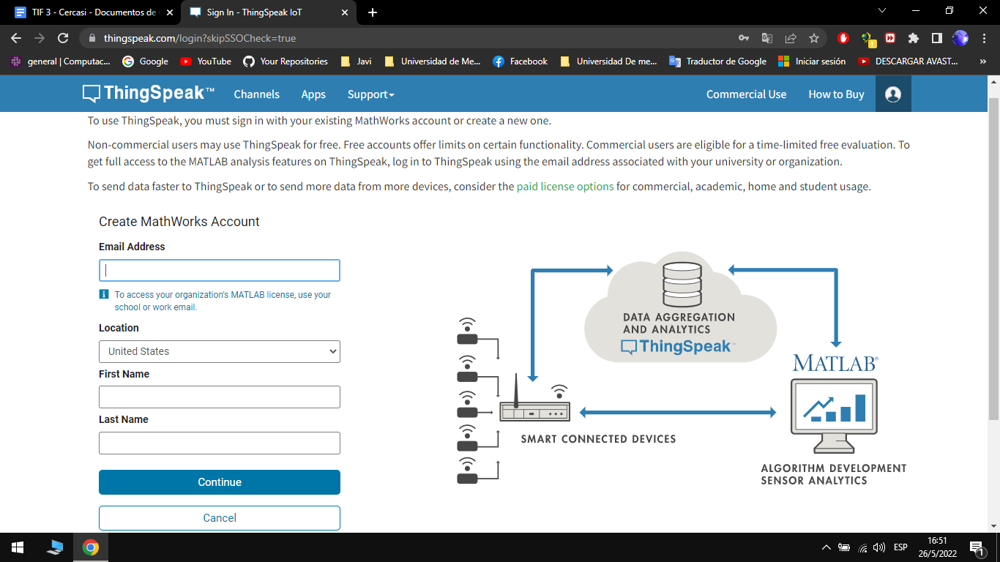 TIF 3 - Cercasi - Documentos de
Sign In - ThingSpeak IoT
thingspeak.com/login?skipSSOCheck=true
general | Computac...
Google
YouTube
Your Repositories
Javi
Universidad de Me...
Facebook
Universidad De me...
Traductor de Google
Iniciar sesión
DESCARGAR AVAST...
»
ThingSpeak™
Channels
Apps
Support
Commercial Use
How to Buy
To use ThingSpeak, you must sign in with your existing MathWorks account or create a new one.
Non-commercial users may use ThingSpeak for free. Free accounts offer limits on certain functionality. Commercial users are eligible for a time-limited free evaluation. To
get full access to the MATLAB analysis features on ThingSpeak, log in to ThingSpeak using the email address associated with your university or organization.
To send data faster to ThingSpeak or to send more data from more devices, consider the paid license options for commercial, academic, home and student usage.
Create MathWorks Account
Email Address
To access your organization's MATLAB license, use your
school or work email.
Location
United States
First Name
Last Name
Continue
Cancel
DATA AGGREGATION
AND ANALYTICS
ThingSpeak™
MATLAB®
SMART CONNECTED DEVICES
ALGORITHM DEVELOPMENT
SENSOR ANALYTICS
ESP
16:51
26/5/2022
1